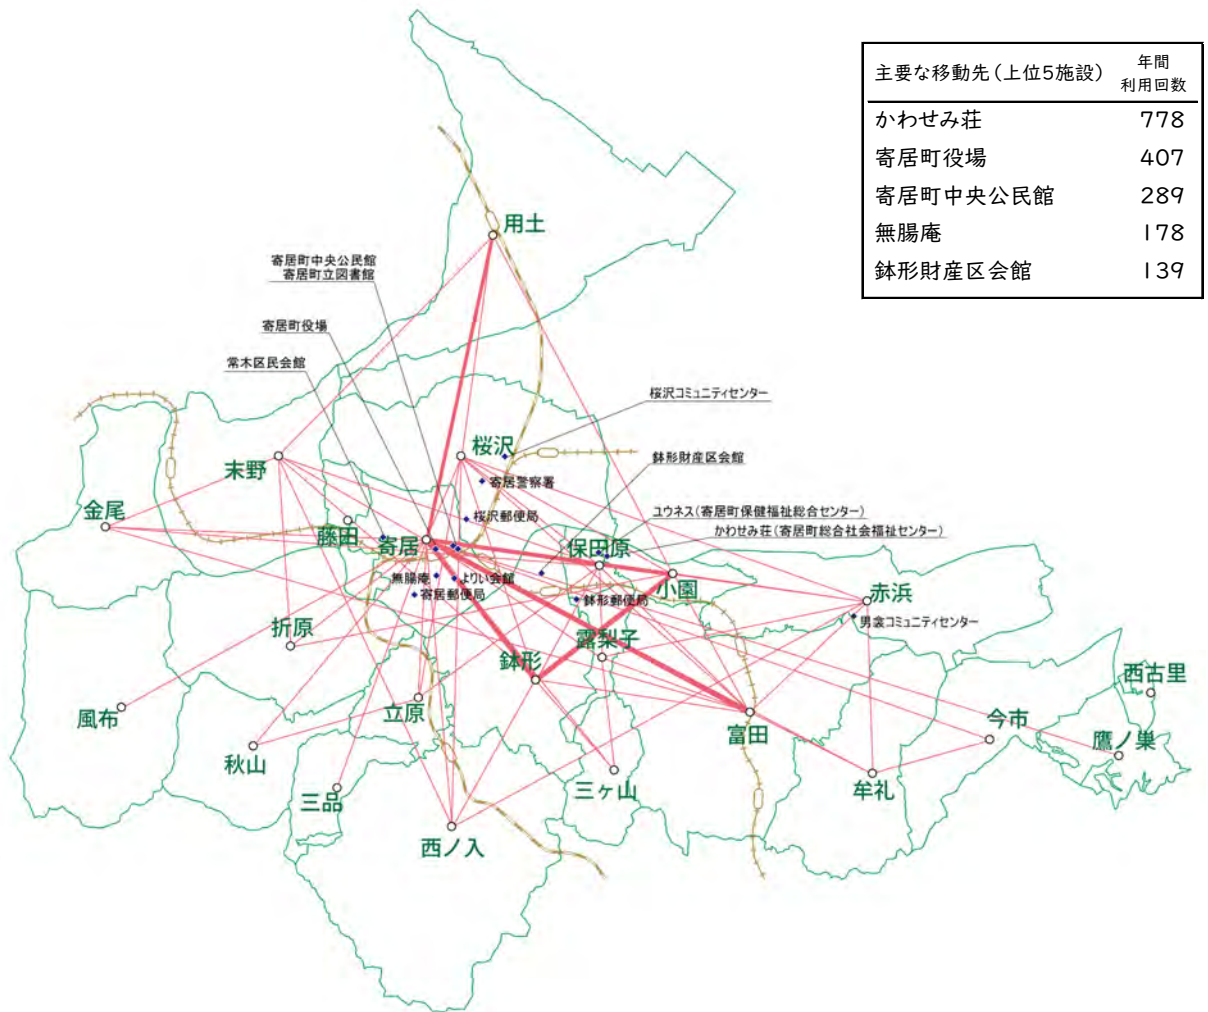 主要な移動先(上位5施設) 年間利用回数
かわせみ荘 778
寄居町役場 407
寄居町中央公民館 289
無腸庵 178
鉢形財産区会館 139
用土
寄居町中央公民館
寄居町立図書館
寄居町役場
常木区民会館
桜沢コミュニティセンター
桜沢
末野
鉢形財産区会館
寄居警察署
金尾
桜沢郵便局
ユウネス(寄居町保健福祉総合センター)
かわせみ荘(寄居町総合社会福祉センター)
藤田
寄居
保田原
無腸庵
よりい会館
小園
赤浜
寄居郵便局
鉢形郵便局
男衾コミュニティセンター
折原
露梨子
鉢形
西古里
風布
立原
富田
今市
鷹ノ巣
秋山
三品
三ヶ山
牟礼
西ノ入